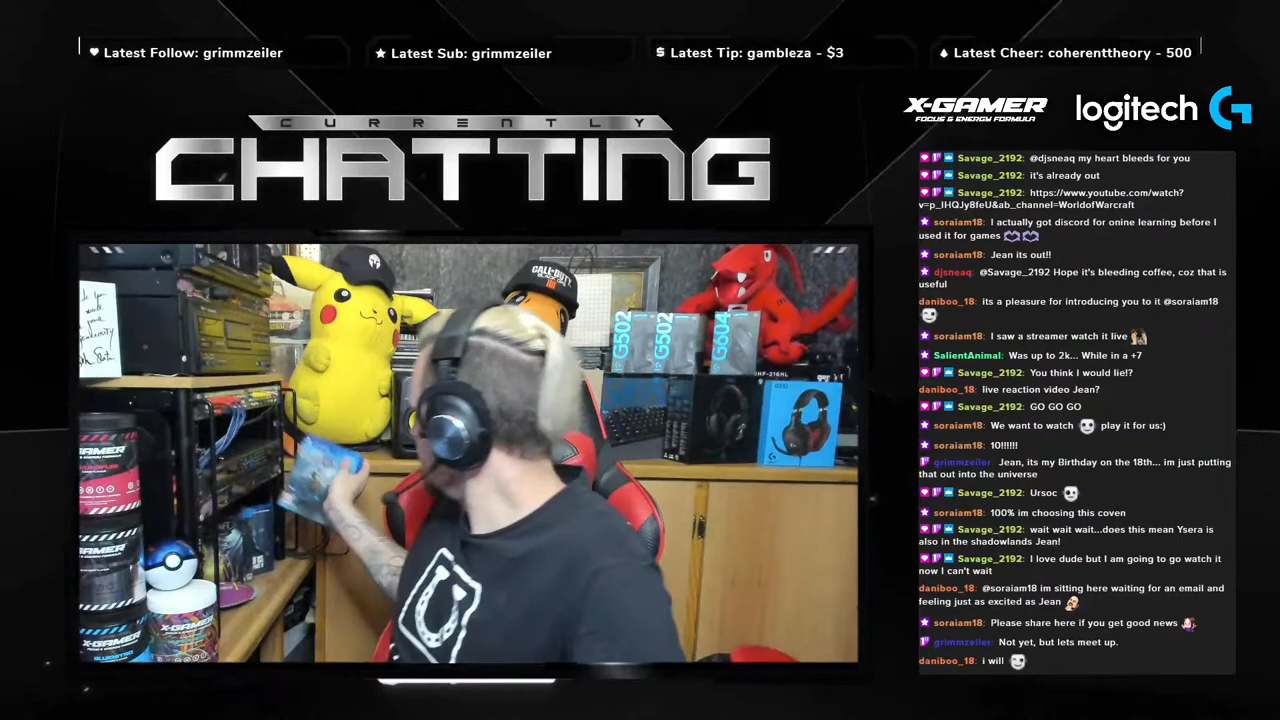 Latest Follow: grimmzeiler
Latest Sub: grimmzeiler
Latest Tip: gambleza - $3
Latest Cheer: coherenttheory - 500
X-GAMER
FOCUS & ENERGY FORMULA
logitech G
CURRENTLY
CHATTING
Savage_2192: @djsneaq my heart bleeds for you
Savage_2192: it's already out
Savage_2192: https://www.youtube.com/watch?
v=p_IHQJy8feU&ab_channel=WorldofWarcraft
soraiam18: I actually got discord for onine learning before I
used it for games
soraiam18: Jean its out!!
djsneaq: @Savage_2192 Hope it's bleeding coffee, coz that is
useful
daniboo_18: its a pleasure for introducing you to it @soraiam18
soraiam18: I saw a streamer watch it live
SalientAnimal: Was up to 2k... While in a +7
Savage_2192: You think I would lie!?
daniboo_18: live reaction video Jean?
Savage_2192: GO GO GO
soraiam18: We want to watch play it for us:)
soraiam18: 10!!!!!!
grimmzeiler: Jean, its my Birthday on the 18th... im just putting
that out into the universe
Savage_2192: Ursoc
soraiam18: 100% im choosing this coven
Savage_2192: wait wait wait...does this mean Ysera is
also in the shadowlands Jean!
Savage_2192: I love dude but I am going to go watch it
now I can't wait
daniboo_18: @soraiam18 im sitting here waiting for an email and
feeling just as excited as Jean
soraiam18: Please share here if you get good news
grimmzeiler: Not yet, but lets meet up.
daniboo_18: i will
CALL OF DUTY
G502
G502
G604
X-GAMER
X-GAMER
X-GAMER